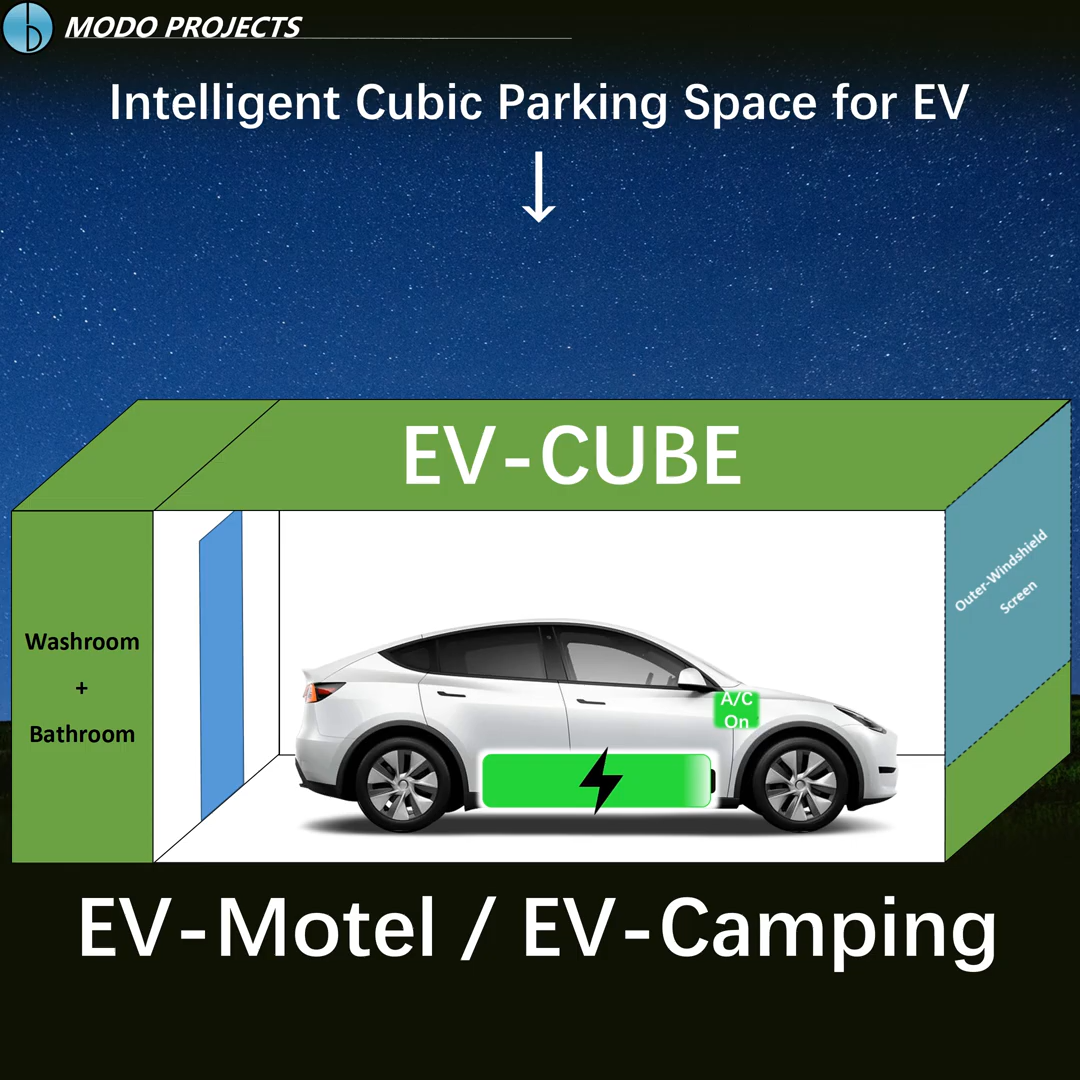 MODO PROJECTS
Intelligent Cubic Parking Space for EV
EV-CUBE
Outer-Windshield
Screen
Washroom
+
Bathroom
A/C
On
EV-Motel / EV-Camping